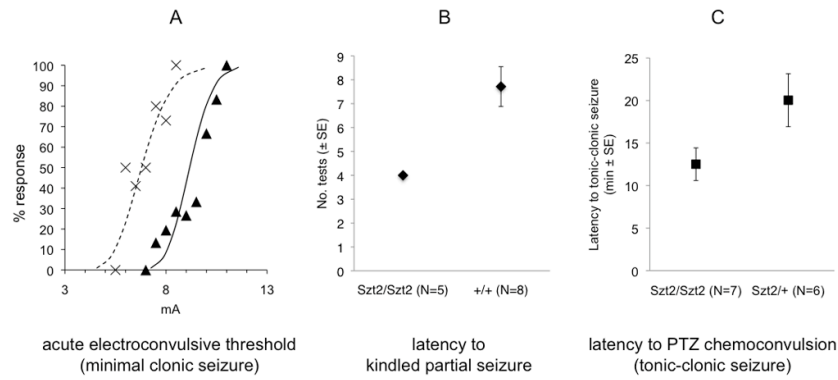 A
100
90
80
70
60
50
40
30
20
10
0
% response
3
8
13
mA
acute electroconvulsive threshold
(minimal clonic seizure)
B
9
8
7
6
5
4
3
2
1
0
No. tests (± SE)
Szt2/Szt2 (N=5)
+/+ (N=8)
latency to
kindled partial seizure
C
25
20
15
10
5
0
Latency to tonic-clonic seizure
(min ± SE)
Szt2/Szt2 (N=7)
Szt2/+ (N=6)
latency to PTZ chemoconvulsion
(tonic-clonic seizure)